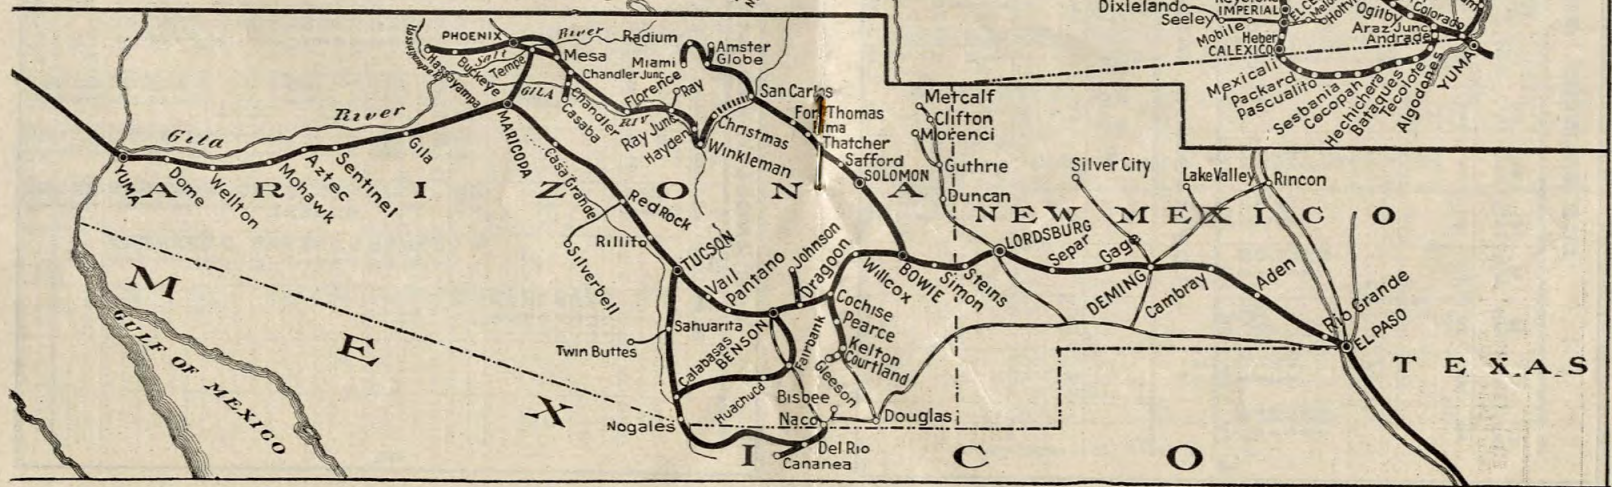 Dixieland
Seeley
IMPERIAL
Mobile
Heber
CALEXICO
Holtville
Ogilby
Colorado
Araz Junc
Andrade
YUMA
Mexicali
Packard
Pascualito
Sesbania
Cocopara
Hechicera
Bataques
Tecolote
Algodones
Hassayampa
River
PHOENIX
Salt
River
Hassayampa
Buckeye
Tempe
Mesa
Chandler Junc
Chandler
Casaba
GILA
RIV
Radium
Miami
Amster
Globe
Florence
Ray
Ray Junc
Hayden
Christmas
Winkleman
San Carlos
Fort Thomas
Pima
Thatcher
Safford
SOLOMON
Metcalf
Clifton
Morenci
Guthrie
Duncan
Silver City
Lake Valley
Rincon
Gila River
YUMA
Dome
Wellton
Mohawk
Aztec
Sentinel
Gila
MARICOPA
Casa Grande
Red Rock
Rillito
Silverbell
TUCSON
Vail
Pantano
BENSON
Johnson
Dragoon
Willcox
BOWIE
Simon
Steins
LORDSBURG
Separ
Gage
DEMING
Cambray
Aden
Rio Grande
EL PASO
ARIZONA
NEW MEXICO
TEXAS
MEXICO
GULF OF MEXICO
Sahuarita
Twin Buttes
Calabasas
Huachuca
Fairbank
Cochise
Pearce
Kelton
Courtland
Gleeson
Bisbee
Naco
Douglas
Nogales
Del Rio
Cananea